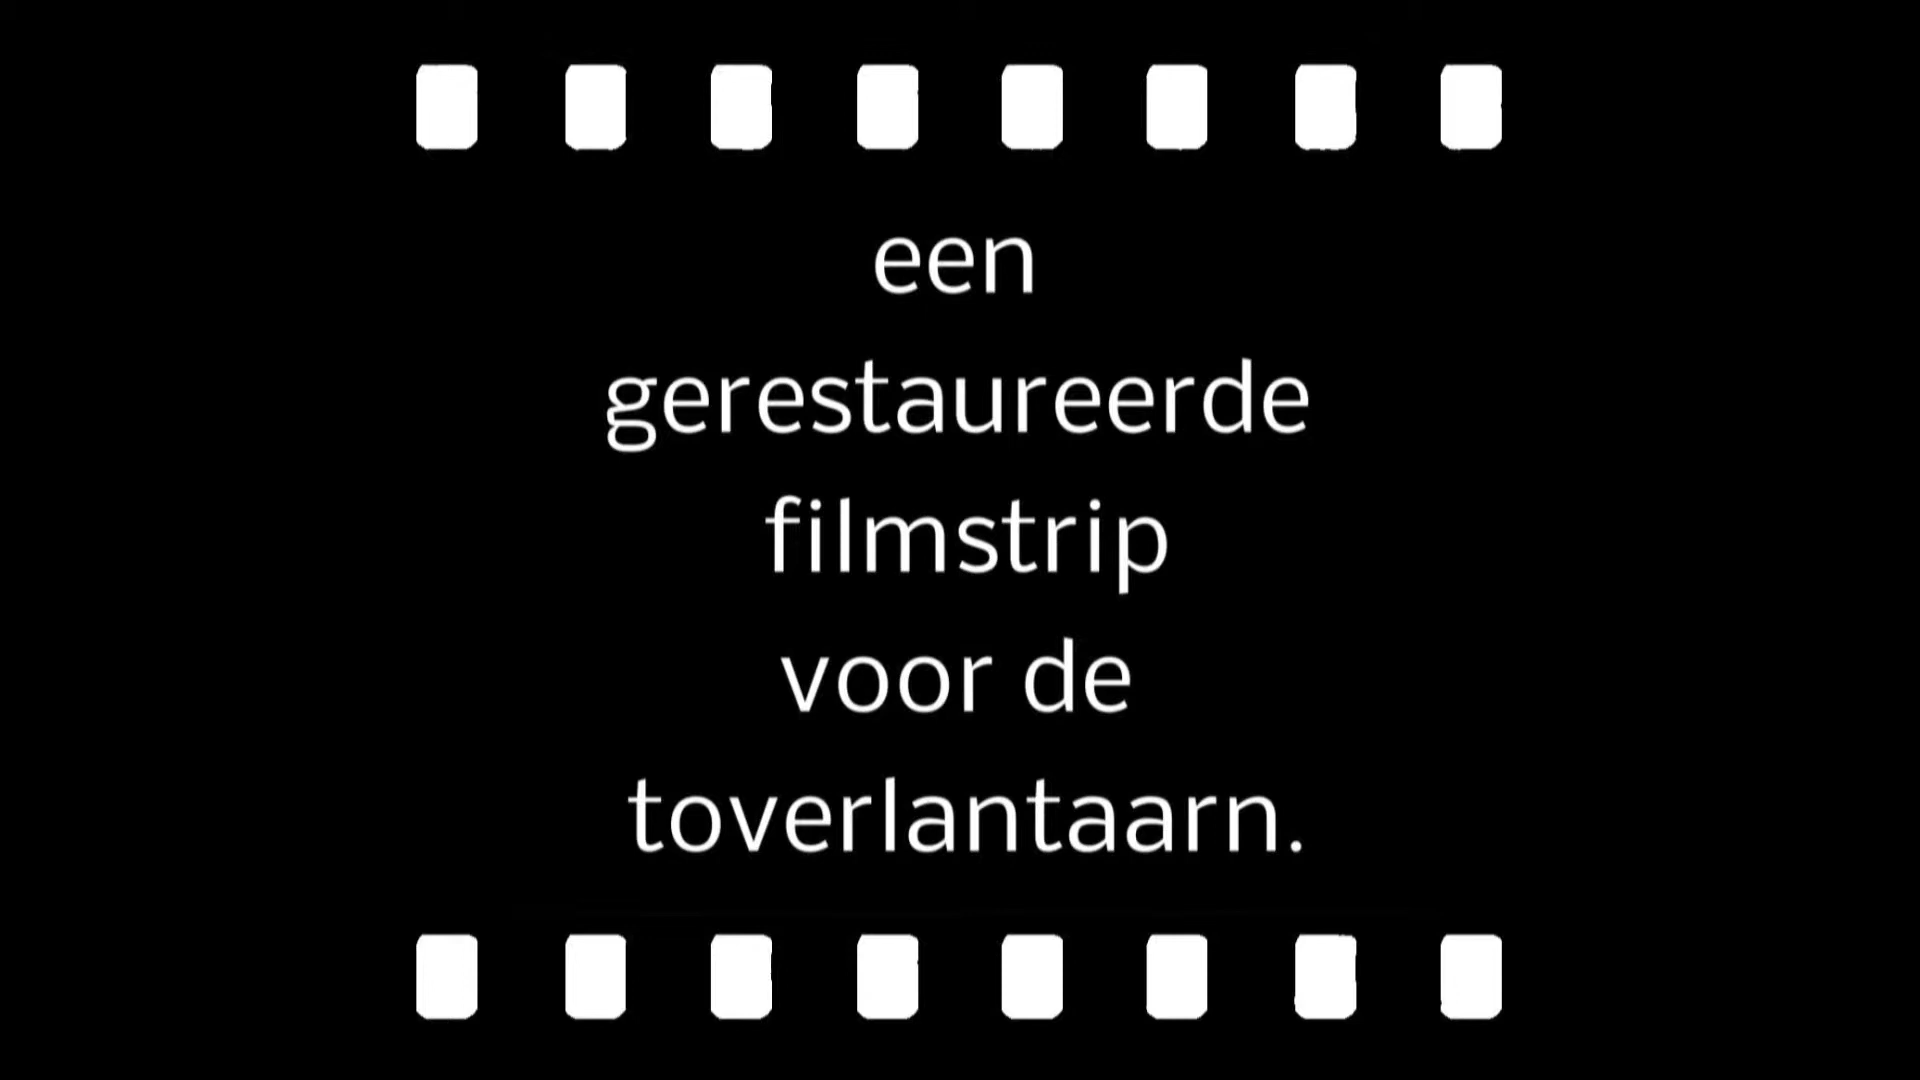 een
gerestaureerde
filmstrip
voor de
toverlantaarn.